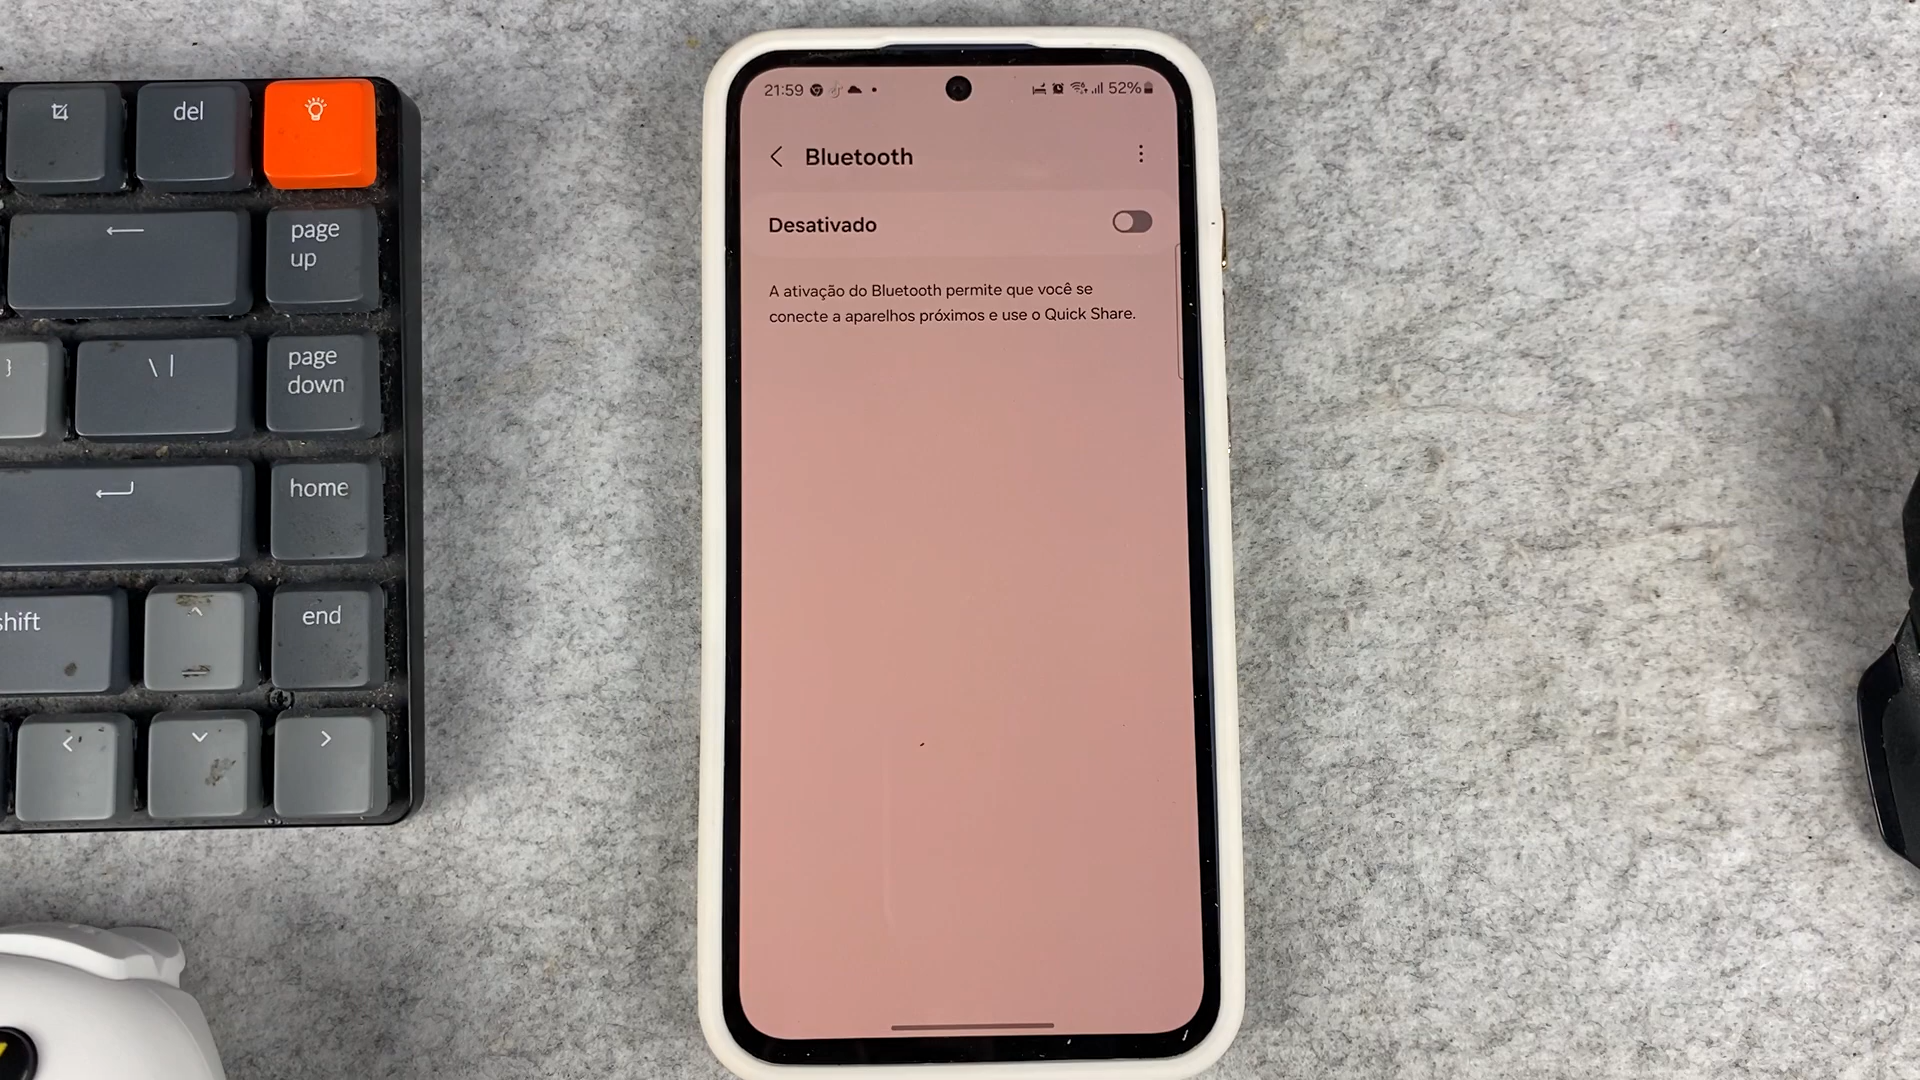 del
page
up
page
down
\ |
}
home
shift
end
21:59
52%
Bluetooth
Desativado
A ativação do Bluetooth permite que você se
conecte a aparelhos próximos e use o Quick Share.